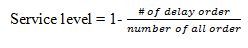 Service level = 1- # of delay order / number of all order